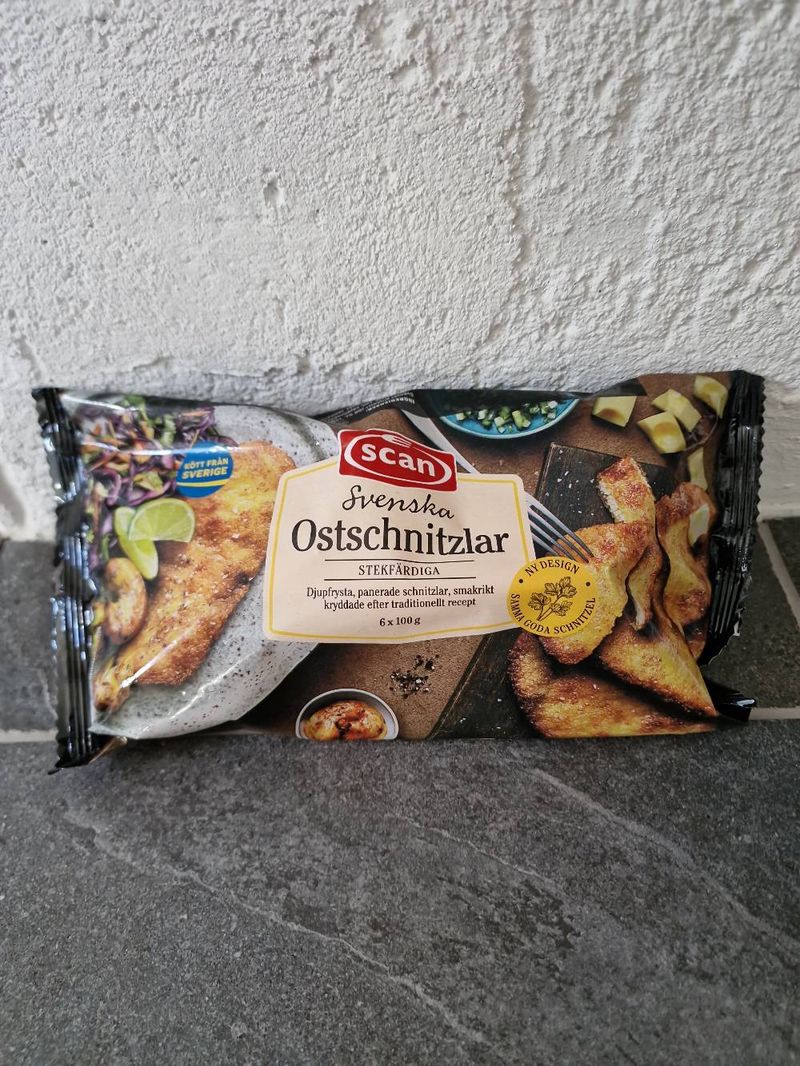 scan
KÖTT FRÅN
SVERIGE
Svenska
Ostschnitzlar
STEKFÄRDIGA
Djupfrysta, panerade schnitzlar, smakrikt
kryddade efter traditionellt recept
6 x 100 g
• NY DESIGN •
SAMMA GODA SCHNITZEL